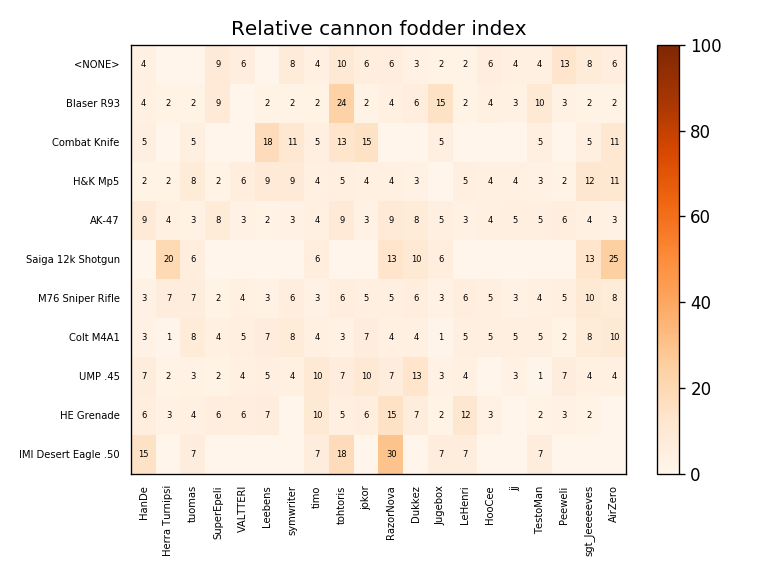 Relative cannon fodder index
<NONE> 4 9 6 8 4 10 6 6 3 2 2 6 4 4 13 8 6
Blaser R93 4 2 2 9 2 2 2 24 2 4 6 15 2 4 3 10 3 2 2
Combat Knife 5 5 18 11 5 13 15 5 5 5 11
H&K Mp5 2 2 8 2 6 9 9 4 5 4 4 3 5 4 4 3 2 12 11
AK-47 9 4 3 8 3 2 3 4 9 3 9 8 5 3 4 5 5 6 4 3
Saiga 12k Shotgun 20 6 6 13 10 6 13 25
M76 Sniper Rifle 3 7 7 2 4 3 6 3 6 5 5 6 3 6 5 3 4 5 10 8
Colt M4A1 3 1 8 4 5 7 8 4 3 7 4 4 1 5 5 5 5 2 8 10
UMP .45 7 2 3 2 4 5 4 10 7 10 7 13 3 4 3 1 7 4 4
HE Grenade 6 3 4 6 6 7 10 5 6 15 7 2 12 3 2 3 2
IMI Desert Eagle .50 15 7 7 18 30 7 7 7
HanDe
Herra Turnipsi
tuomas
SuperEpeli
VALTTERI
Leebens
symwriter
timo
tohtoris
jokor
RazorNova
Dukkez
Jugebox
LeHenri
HooCee
jj
TestoMan
Peeweli
sgt_Jeeeeeves
AirZero
100
80
60
40
20
0